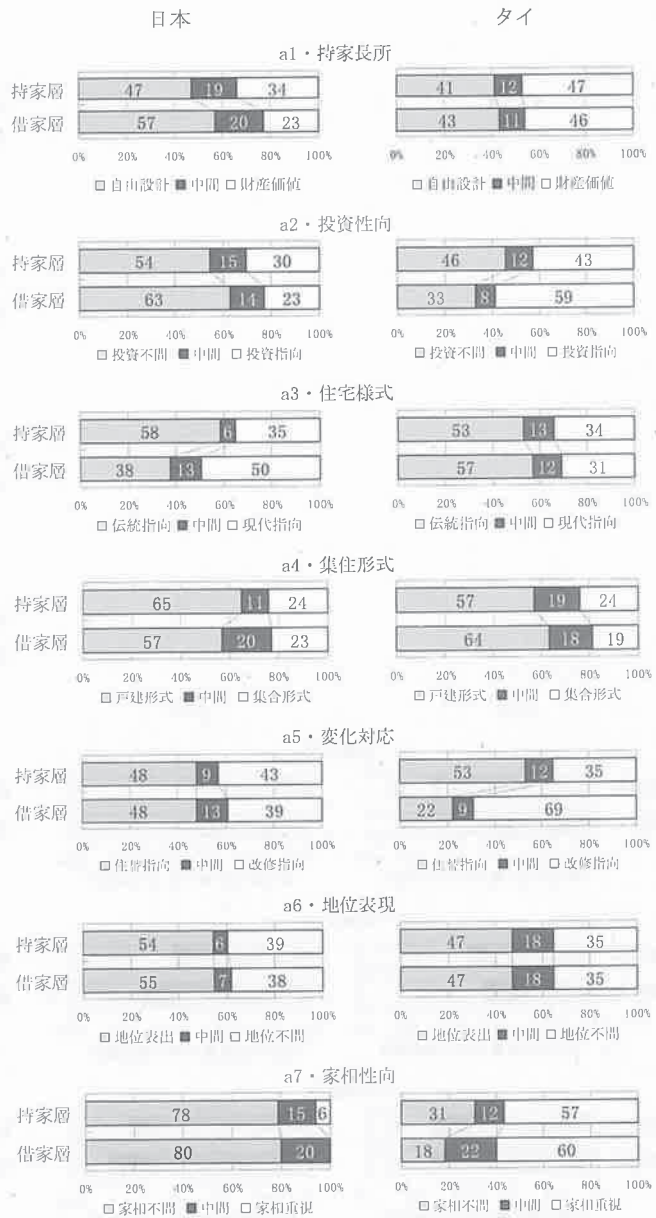 日本 タイ
a1・持家長所
持家層 47 19 34 41 12 47
借家層 57 20 23 43 11 46
0% 20% 40% 60% 80% 100% 0% 20% 40% 60% 80% 100%
自由設計 中間 財産価値 自由設計 中間 財産価値
a2・投資性向
持家層 54 15 30 46 12 43
借家層 63 14 23 33 8 59
0% 20% 40% 60% 80% 100% 0% 20% 40% 60% 80% 100%
投資不問 中間 投資指向 投資不問 中間 投資指向
a3・住宅様式
持家層 58 6 35 53 13 34
借家層 38 13 50 57 12 31
0% 20% 40% 60% 80% 100% 0% 20% 40% 60% 80% 100%
伝統指向 中間 現代指向 伝統指向 中間 現代指向
a4・集住形式
持家層 65 11 24 57 19 24
借家層 57 20 23 64 18 19
0% 20% 40% 60% 80% 100% 0% 20% 40% 60% 80% 100%
戸建形式 中間 集合形式 戸建形式 中間 集合形式
a5・変化対応
持家層 48 9 43 53 12 35
借家層 48 13 39 22 9 69
0% 20% 40% 60% 80% 100% 0% 20% 40% 60% 80% 100%
住替指向 中間 改修指向 住替指向 中間 改修指向
a6・地位表現
持家層 54 6 39 47 18 35
借家層 55 7 38 47 18 35
0% 20% 40% 60% 80% 100% 0% 20% 40% 60% 80% 100%
地位表出 中間 地位不問 地位表出 中間 地位不問
a7・家相性向
持家層 78 15 6 31 12 57
借家層 80 20 18 22 60
0% 20% 40% 60% 80% 100% 0% 20% 40% 60% 80% 100%
家相不問 中間 家相重視 家相不問 中間 家相重視